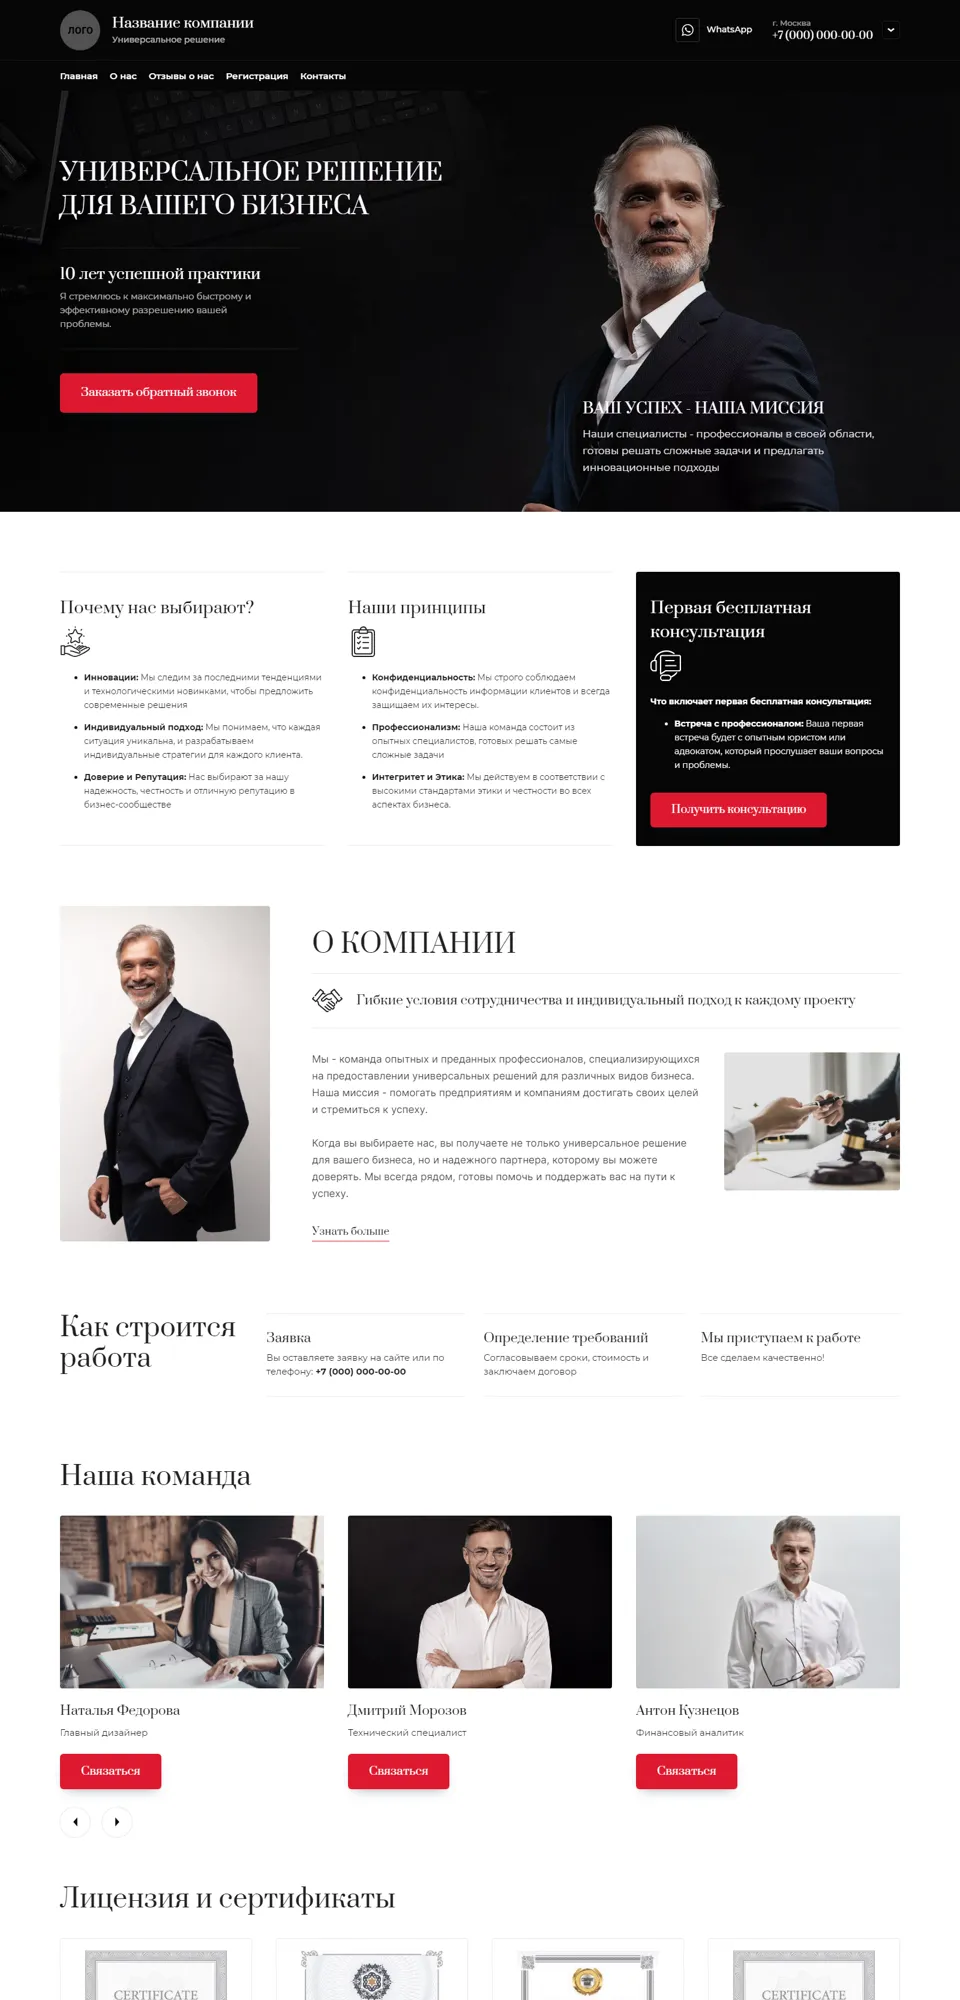 ЛОГО
Название компании
Универсальное решение
WhatsApp
г. Москва
+7 (000) 000-00-00
Главная О нас Отзывы о нас Регистрация Контакты
УНИВЕРСАЛЬНОЕ РЕШЕНИЕ
ДЛЯ ВАШЕГО БИЗНЕСА
10 лет успешной практики
Я стремлюсь к максимально быстрому и
эффективному разрешению вашей
проблемы.
Заказать обратный звонок
ВАШ УСПЕХ - НАША МИССИЯ
Наши специалисты - профессионалы в своей области,
готовы решать сложные задачи и предлагать
инновационные подходы
Почему нас выбирают?
Инновации: Мы следим за последними тенденциями
и технологическими новинками, чтобы предложить
современные решения
Индивидуальный подход: Мы понимаем, что каждая
ситуация уникальна, и разрабатываем
индивидуальные стратегии для каждого клиента.
Доверие и Репутация: Нас выбирают за нашу
надежность, честность и отличную репутацию в
бизнес-сообществе
Наши принципы
Конфиденциальность: Мы строго соблюдаем
конфиденциальность информации клиентов и всегда
защищаем их интересы.
Профессионализм: Наша команда состоит из
опытных специалистов, готовых решать самые
сложные задачи
Интегритет и Этика: Мы действуем в соответствии с
высокими стандартами этики и честности во всех
аспектах бизнеса.
Первая бесплатная
консультация
Что включает первая бесплатная консультация:
Встреча с профессионалом: Ваша первая
встреча будет с опытным юристом или
адвокатом, который прослушает ваши вопросы
и проблемы.
Получить консультацию
О КОМПАНИИ
Гибкие условия сотрудничества и индивидуальный подход к каждому проекту
Мы - команда опытных и преданных профессионалов, специализирующихся
на предоставлении универсальных решений для различных видов бизнеса.
Наша миссия - помогать предприятиям и компаниям достигать своих целей
и стремиться к успеху.
Когда вы выбираете нас, вы получаете не только универсальное решение
для вашего бизнеса, но и надежного партнера, которому вы можете
доверять. Мы всегда рядом, готовы помочь и поддержать вас на пути к
успеху.
Узнать больше
Как строится
работа
Заявка
Вы оставляете заявку на сайте или по
телефону: +7 (000) 000-00-00
Определение требований
Согласовываем сроки, стоимость и
заключаем договор
Мы приступаем к работе
Все сделаем качественно!
Наша команда
Наталья Федорова
Главный дизайнер
Связаться
Дмитрий Морозов
Технический специалист
Связаться
Антон Кузнецов
Финансовый аналитик
Связаться
Лицензия и сертификаты
CERTIFICATE
CERTIFICATE